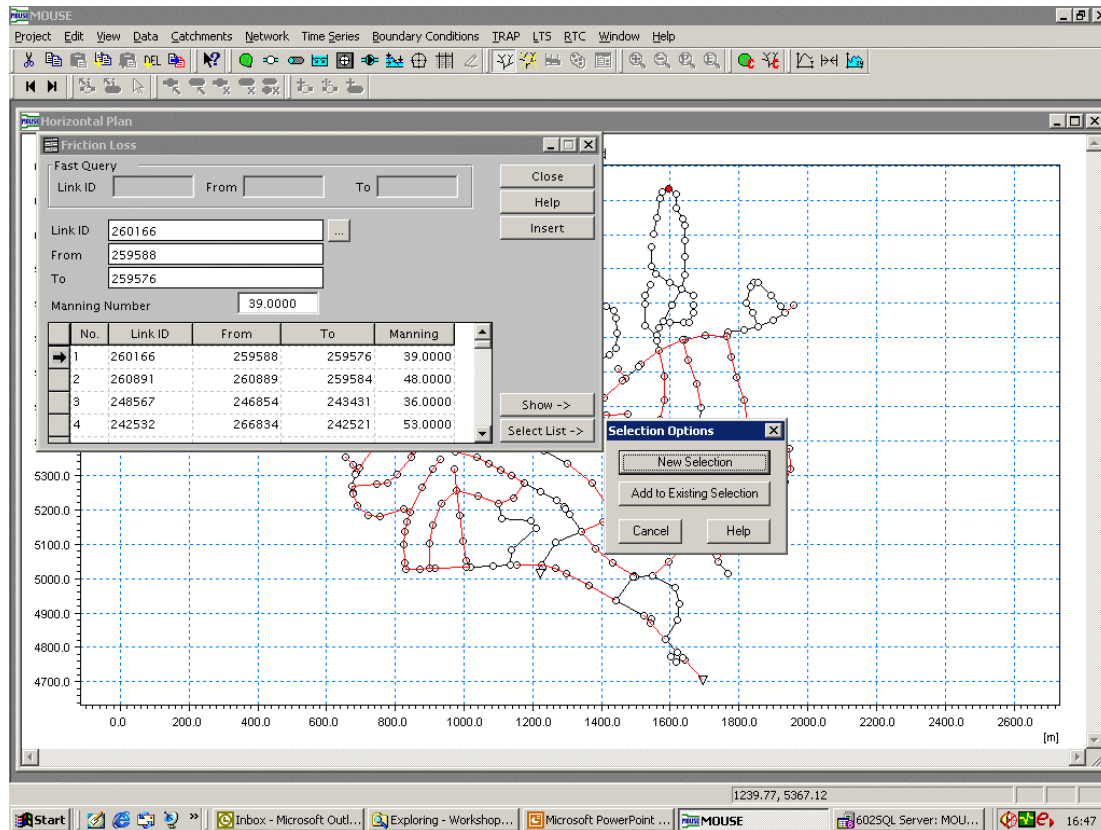 MOUSE
Project Edit View Data Catchments Network Time Series Boundary Conditions TRAP LTS RTC Window Help
DEL
Horizontal Plan
Friction Loss
Fast Query
Link ID From To
Close
Help
Insert
Link ID 260166 ...
From 259588
To 259576
Manning Number 39.0000
No. Link ID From To Manning
1 260166 259588 259576 39.0000
2 260891 260889 259584 48.0000
3 248567 246854 243431 36.0000
4 242532 266834 242521 53.0000
Show ->
Select List ->
Selection Options
New Selection
Add to Existing Selection
Cancel Help
5300.0
5200.0
5100.0
5000.0
4900.0
4800.0
4700.0
0.0 200.0 400.0 600.0 800.0 1000.0 1200.0 1400.0 1600.0 1800.0 2000.0 2200.0 2400.0 2600.0
[m]
1239.77, 5367.12
Start » Inbox - Microsoft Outl... Exploring - Workshop... Microsoft PowerPoint ... MOUSE 602SQL Server: MOU... 16:47